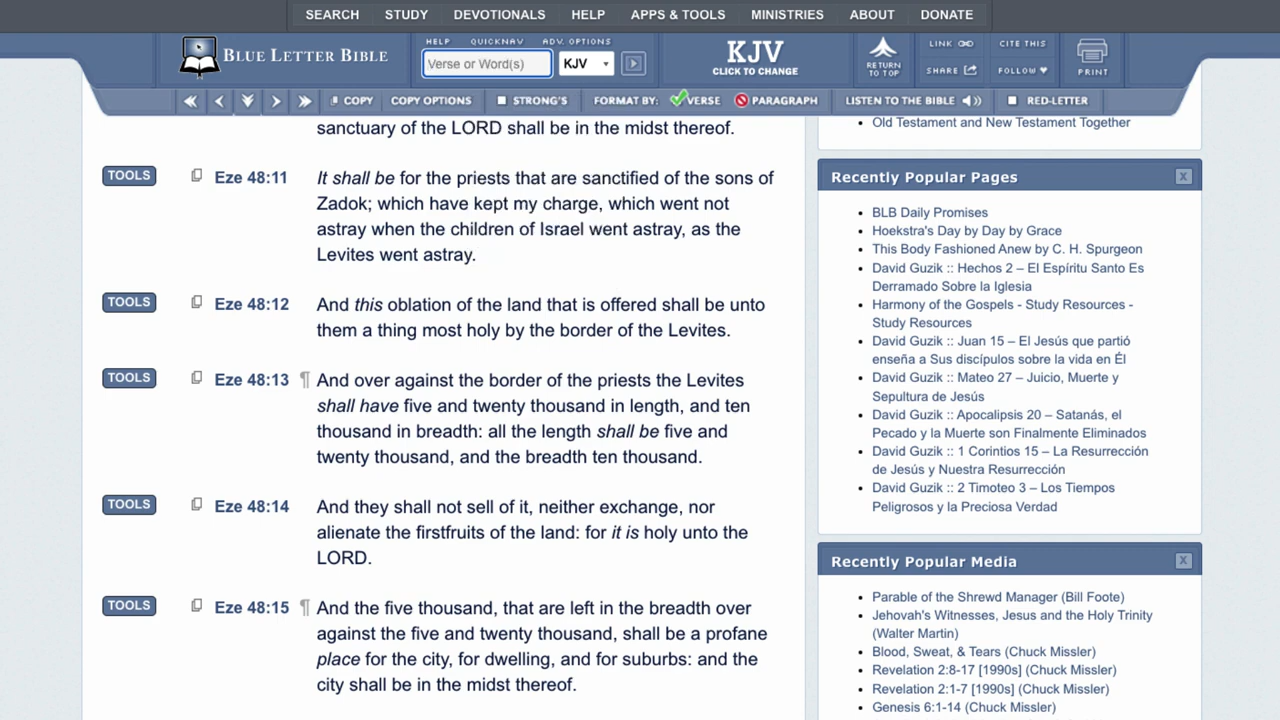 SEARCH STUDY DEVOTIONALS HELP APPS & TOOLS MINISTRIES ABOUT DONATE
BLUE LETTER BIBLE
HELP QUICKNAV ADV. OPTIONS
Verse or Word(s) KJV
KJV
CLICK TO CHANGE
RETURN
TO TOP
LINK CITE THIS
SHARE FOLLOW
PRINT
COPY COPY OPTIONS STRONG'S FORMAT BY: VERSE PARAGRAPH LISTEN TO THE BIBLE RED-LETTER
sanctuary of the LORD shall be in the midst thereof.
TOOLS Eze 48:11 It shall be for the priests that are sanctified of the sons of
Zadok; which have kept my charge, which went not
astray when the children of Israel went astray, as the
Levites went astray.
TOOLS Eze 48:12 And this oblation of the land that is offered shall be unto
them a thing most holy by the border of the Levites.
TOOLS Eze 48:13 ¶ And over against the border of the priests the Levites
shall have five and twenty thousand in length, and ten
thousand in breadth: all the length shall be five and
twenty thousand, and the breadth ten thousand.
TOOLS Eze 48:14 And they shall not sell of it, neither exchange, nor
alienate the firstfruits of the land: for it is holy unto the
LORD.
TOOLS Eze 48:15 ¶ And the five thousand, that are left in the breadth over
against the five and twenty thousand, shall be a profane
place for the city, for dwelling, and for suburbs: and the
city shall be in the midst thereof.
Old Testament and New Testament Together
Recently Popular Pages X
BLB Daily Promises
Hoekstra's Day by Day by Grace
This Body Fashioned Anew by C. H. Spurgeon
David Guzik :: Hechos 2 – El Espíritu Santo Es
Derramado Sobre la Iglesia
Harmony of the Gospels - Study Resources -
Study Resources
David Guzik :: Juan 15 – El Jesús que partió
enseña a Sus discípulos sobre la vida en Él
David Guzik :: Mateo 27 – Juicio, Muerte y
Sepultura de Jesús
David Guzik :: Apocalipsis 20 – Satanás, el
Pecado y la Muerte son Finalmente Eliminados
David Guzik :: 1 Corintios 15 – La Resurrección
de Jesús y Nuestra Resurrección
David Guzik :: 2 Timoteo 3 – Los Tiempos
Peligrosos y la Preciosa Verdad
Recently Popular Media X
Parable of the Shrewd Manager (Bill Foote)
Jehovah's Witnesses, Jesus and the Holy Trinity
(Walter Martin)
Blood, Sweat, & Tears (Chuck Missler)
Revelation 2:8-17 [1990s] (Chuck Missler)
Revelation 2:1-7 [1990s] (Chuck Missler)
Genesis 6:1-14 (Chuck Missler)